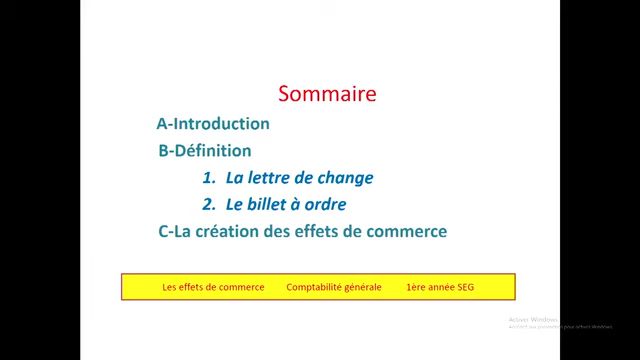 Sommaire
A-Introduction
B-Définition
1. La lettre de change
2. Le billet à ordre
C-La création des effets de commerce
Les effets de commerce Comptabilité générale 1ère année SEG
Activer Windows